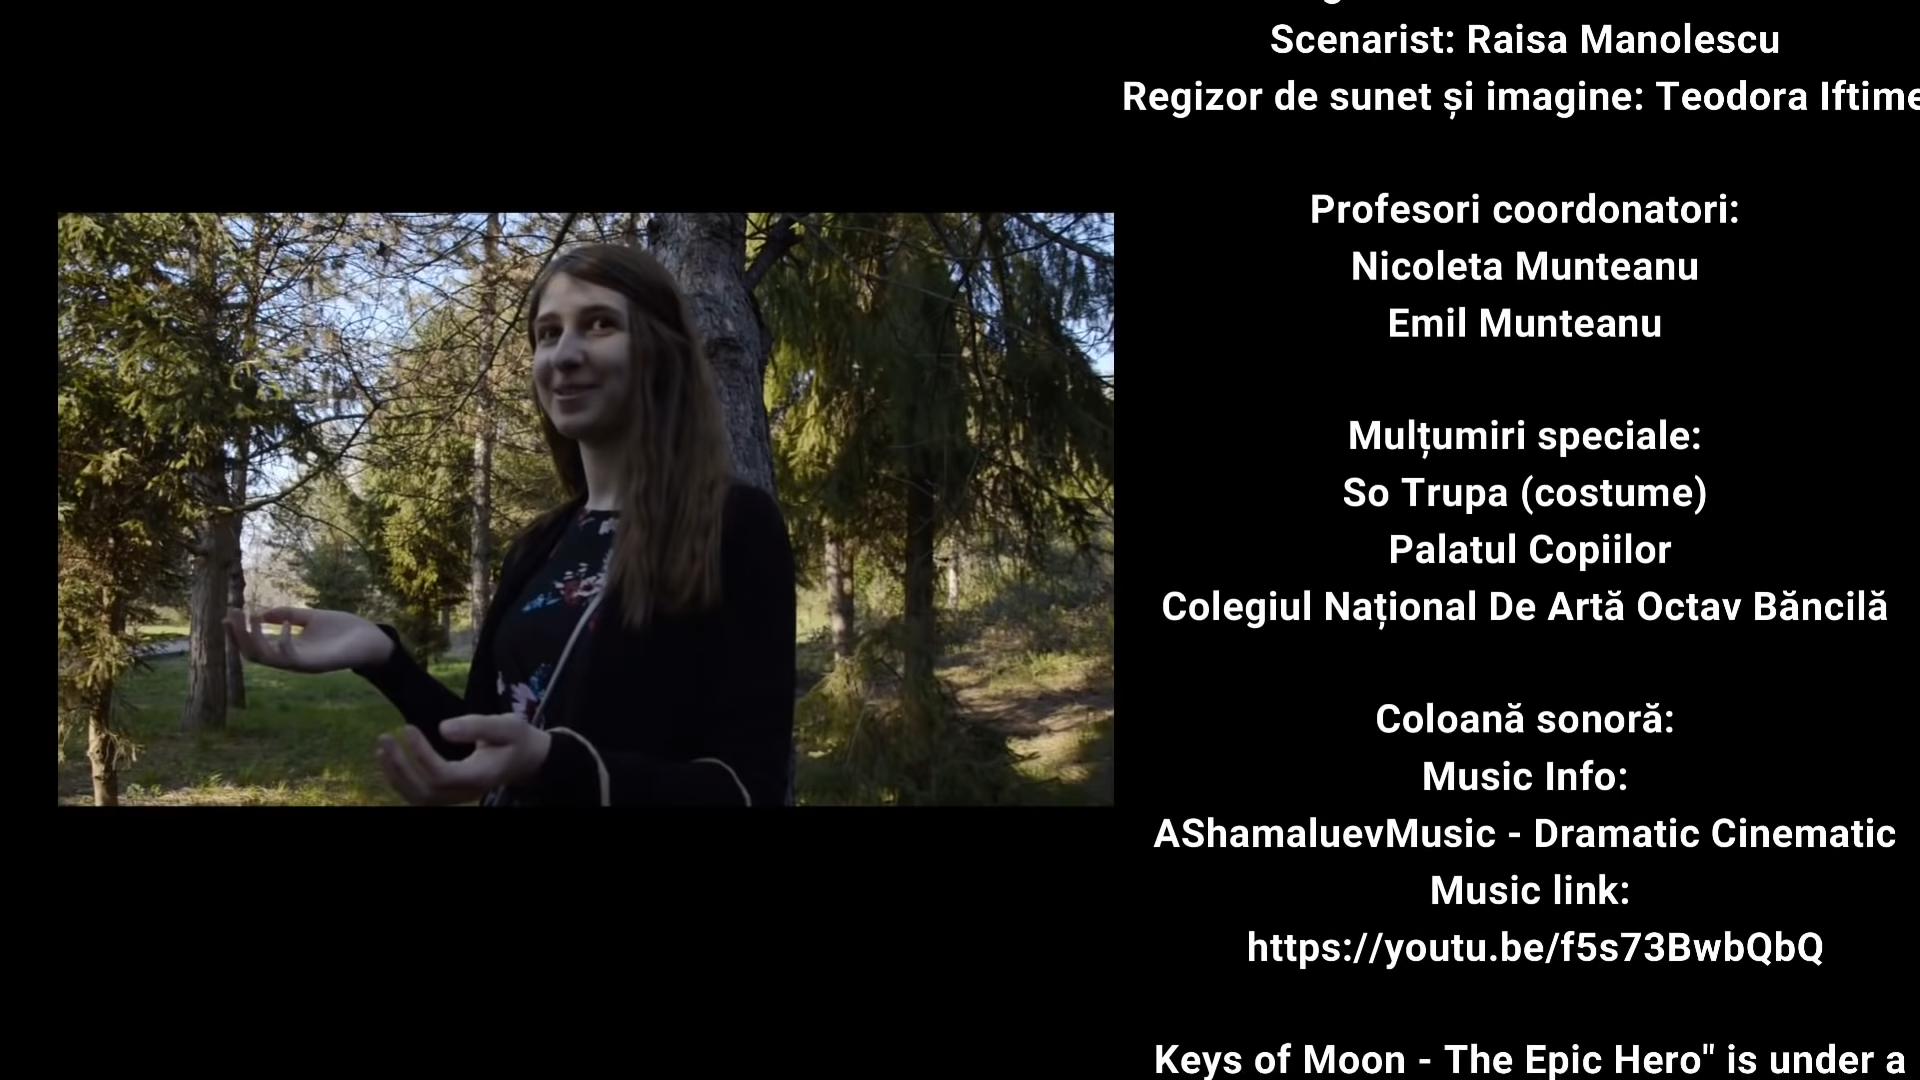 Scenarist: Raisa Manolescu
Regizor de sunet și imagine: Teodora Iftime
Profesori coordonatori:
Nicoleta Munteanu
Emil Munteanu
Mulțumiri speciale:
So Trupa (costume)
Palatul Copiilor
Colegiul Național De Artă Octav Băncilă
Coloană sonoră:
Music Info:
AShamaluevMusic - Dramatic Cinematic
Music link:
https://youtu.be/f5s73BwbQbQ
Keys of Moon - The Epic Hero" is under a